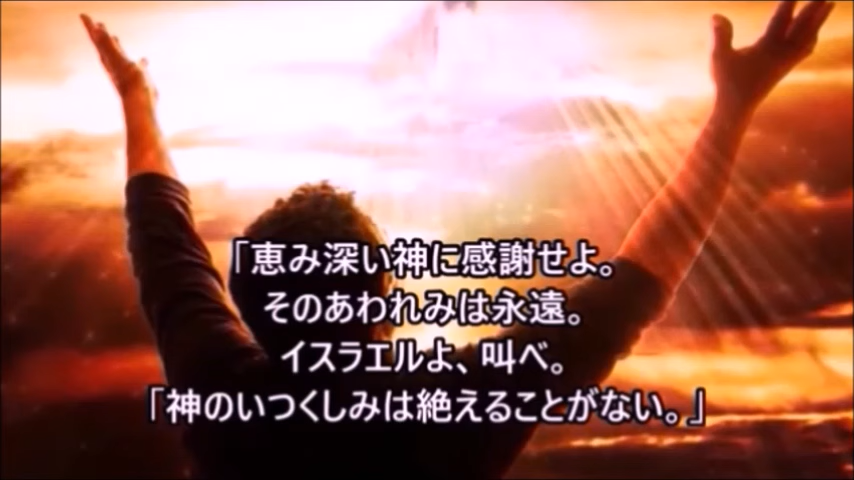 「恵み深い神に感謝せよ。
そのあわれみは永遠。
イスラエルよ、叫べ。
「神のいつくしみは絶えることがない。」